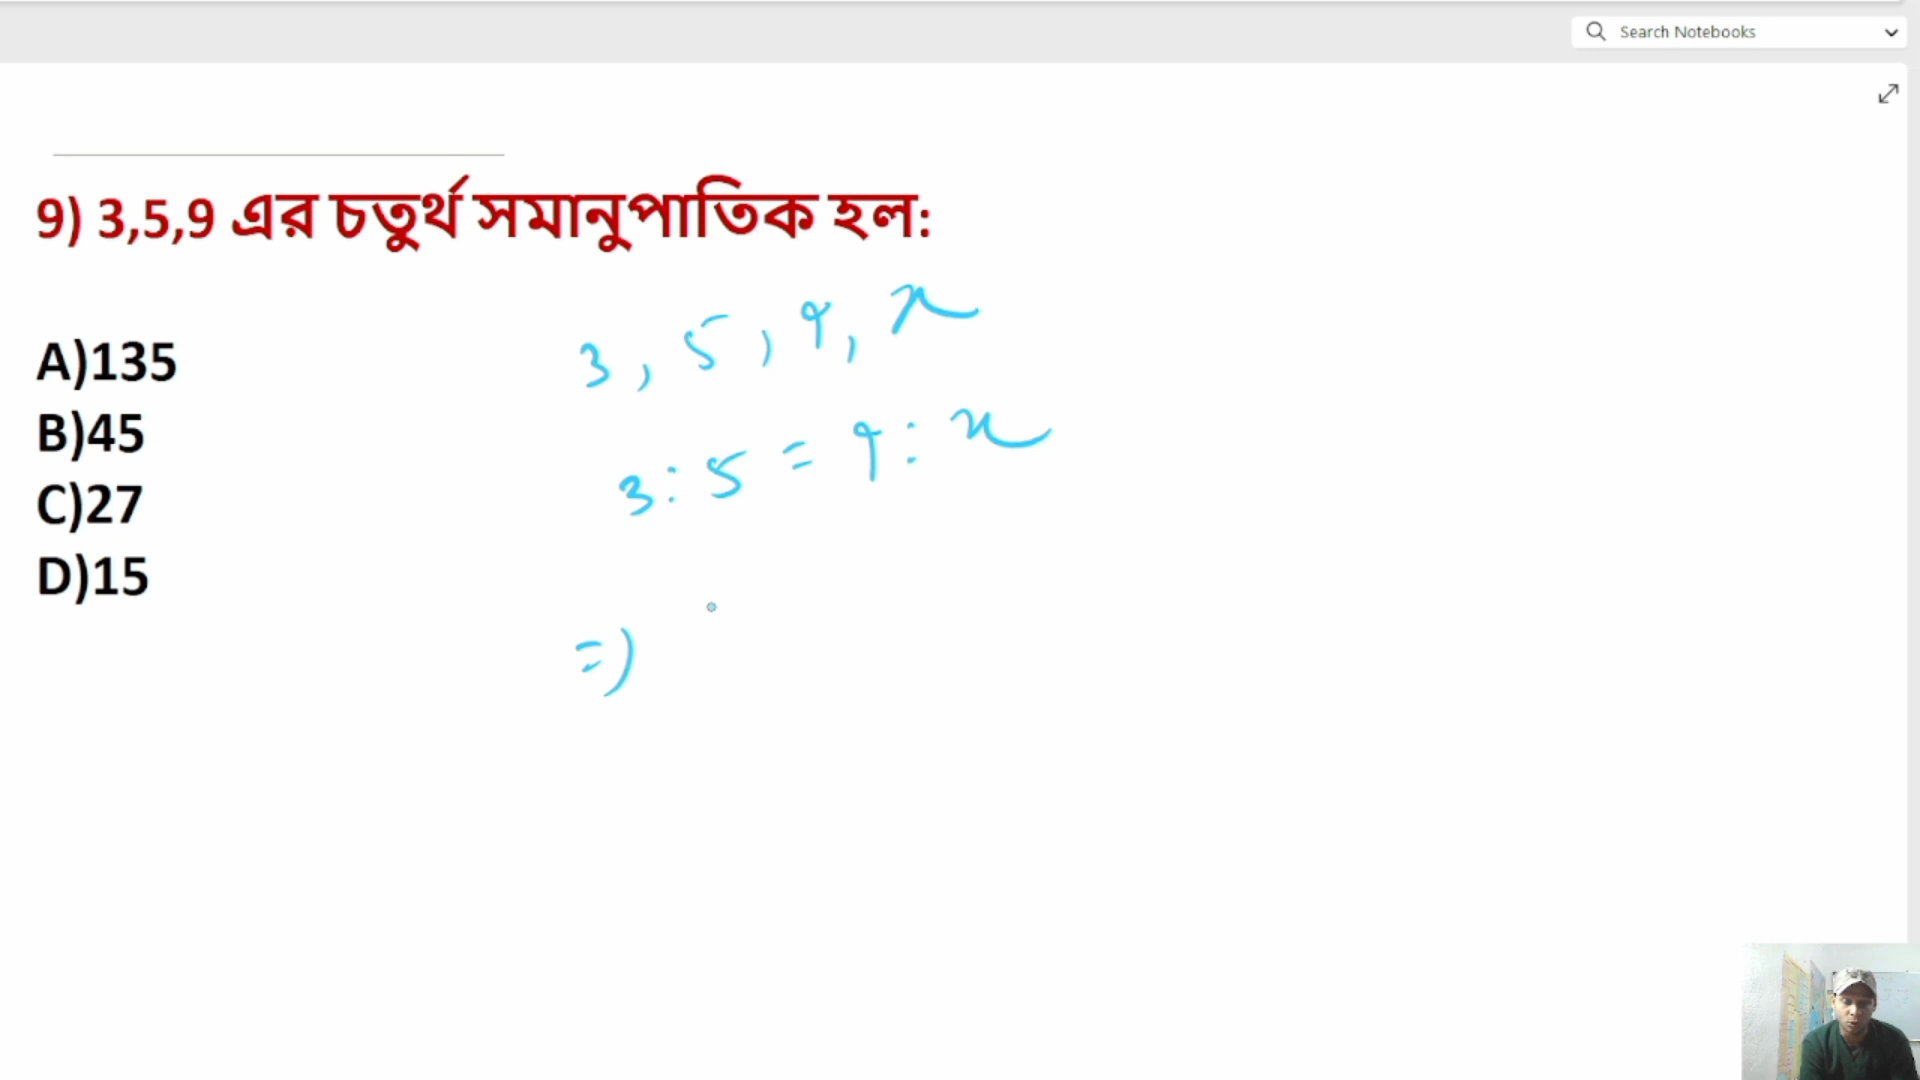 Search Notebooks
9) 3,5,9 এর চতুর্থ সমানুপাতিক হল:
A)135
B)45
C)27
D)15
3, 5, 9, x
3:5 = 9:x
=)